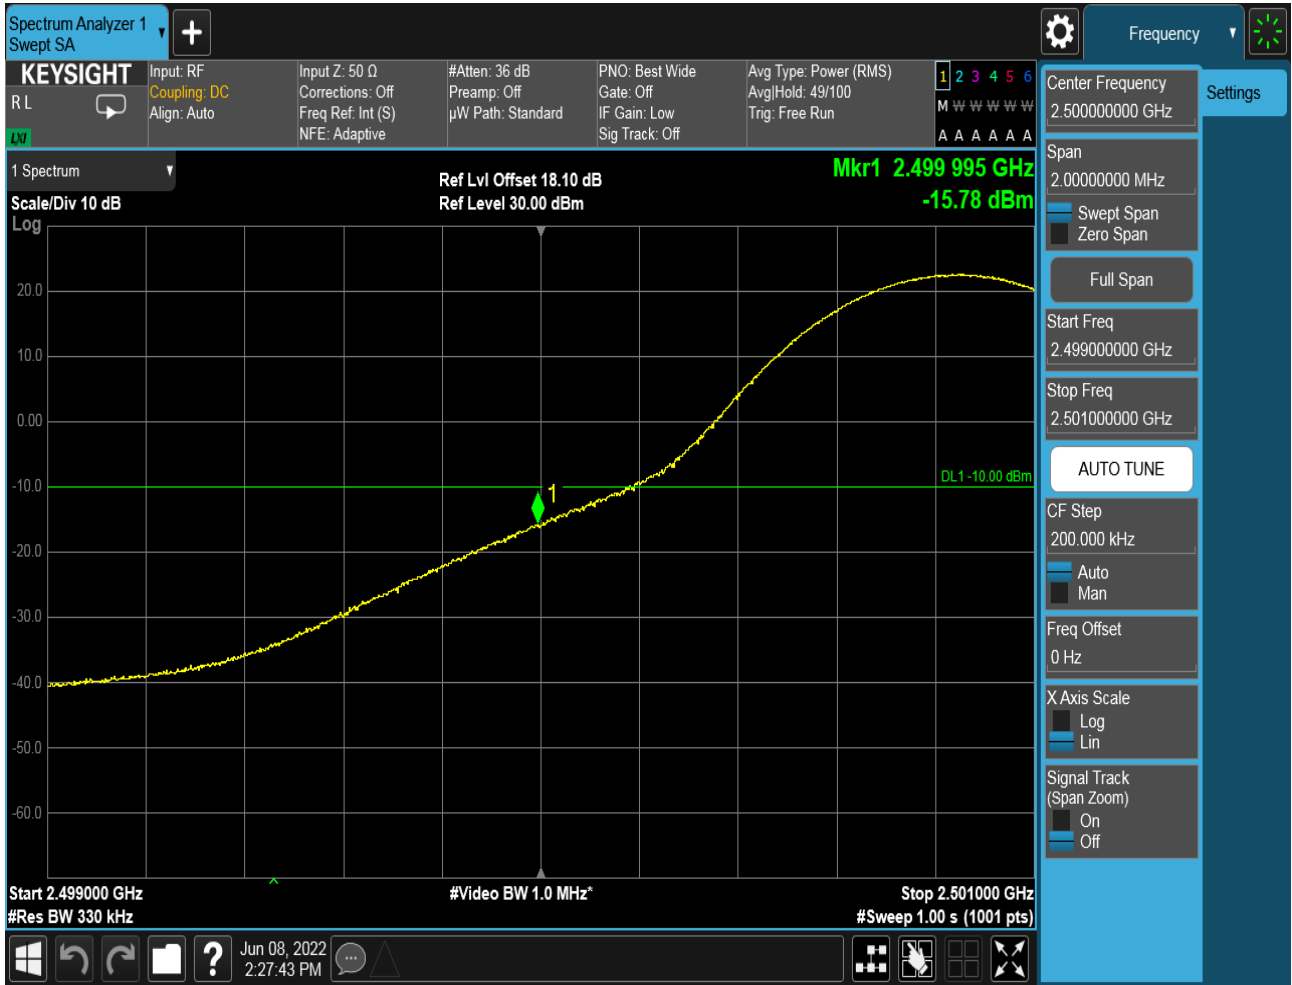 Spectrum Analyzer 1
Swept SA
Frequency
KEYSIGHT
R L
LXI
Input: RF
Coupling: DC
Align: Auto
Input Z: 50 Ω
Corrections: Off
Freq Ref: Int (S)
NFE: Adaptive
#Atten: 36 dB
Preamp: Off
µW Path: Standard
PNO: Best Wide
Gate: Off
IF Gain: Low
Sig Track: Off
Avg Type: Power (RMS)
Avg|Hold: 49/100
Trig: Free Run
1 2 3 4 5 6
M W W W W W
A A A A A A
1 Spectrum
Scale/Div 10 dB
Log
Ref Lvl Offset 18.10 dB
Ref Level 30.00 dBm
Mkr1 2.499 995 GHz
-15.78 dBm
20.0
10.0
0.00
-10.0
-20.0
-30.0
-40.0
-50.0
-60.0
1
DL1 -10.00 dBm
Start 2.499000 GHz
#Res BW 330 kHz
#Video BW 1.0 MHz*
Stop 2.501000 GHz
#Sweep 1.00 s (1001 pts)
Settings
Center Frequency
2.500000000 GHz
Span
2.00000000 MHz
Swept Span
Zero Span
Full Span
Start Freq
2.499000000 GHz
Stop Freq
2.501000000 GHz
AUTO TUNE
CF Step
200.000 kHz
Auto
Man
Freq Offset
0 Hz
X Axis Scale
Log
Lin
Signal Track
(Span Zoom)
On
Off
?
Jun 08, 2022
2:27:43 PM